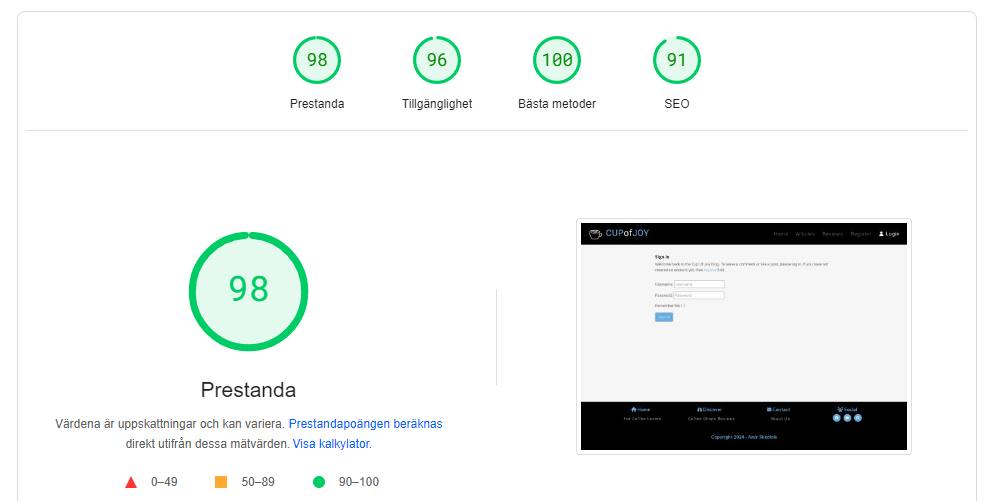 98
96
100
91
Prestanda
Tillgänglighet
Bästa metoder
SEO
98
Prestanda
Värdena är uppskattningar och kan variera. Prestandapoängen beräknas
direkt utifrån dessa mätvärden. Visa kalkylator.
0–49
50–89
90–100
CUPofJOY
Home Articles Reviews Register Login
Sign In
Welcome back to the Cup Of Joy Blog. To leave a comment or like a post, please log in. If you have not
created an account yet, then register first.
Username: Username
Password: Password
Remember Me:
Sign In
Home
Discover
Contact
Social
For Coffee Lovers
Coffee Shops Reviews
About Us
Copyright 2024 - Amir Shkolnik